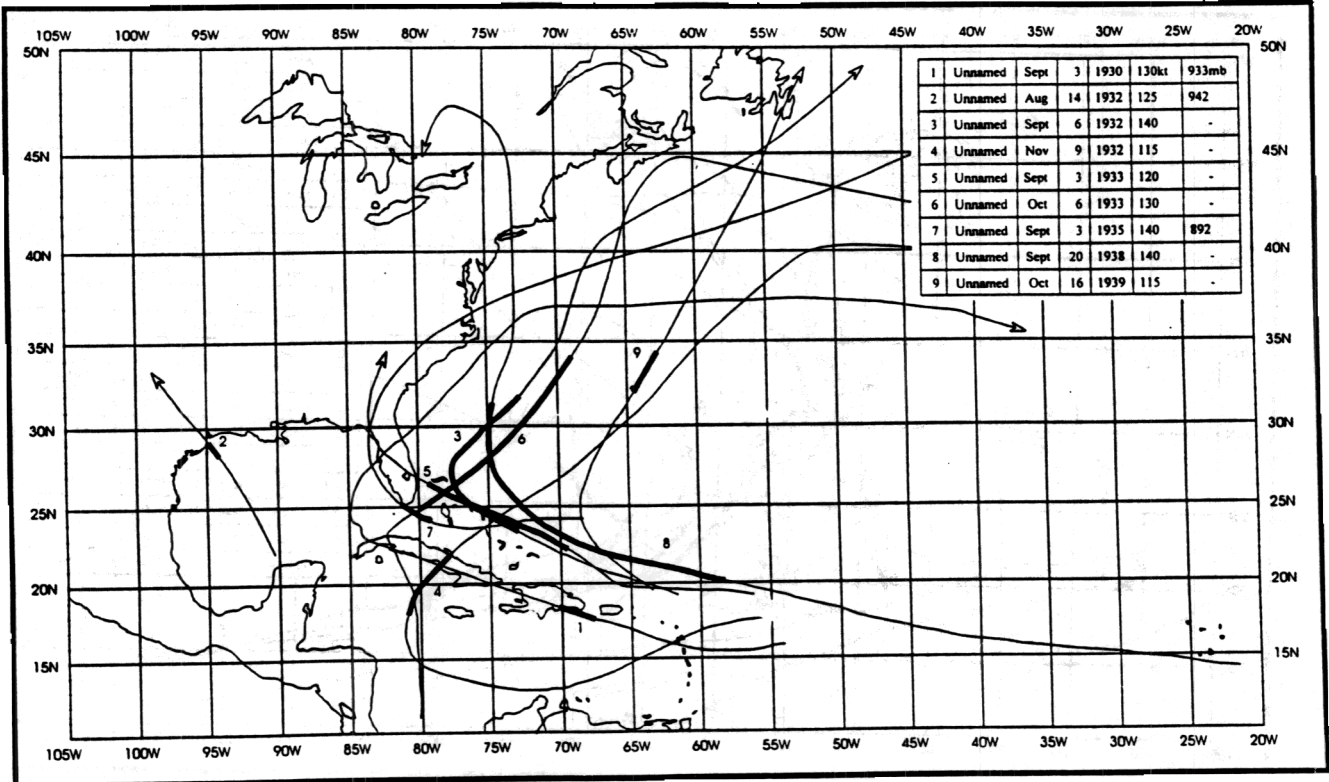 105W 100W 95W 90W 85W 80W 75W 70W 65W 60W 55W 50W 45W 40W 35W 30W 25W 20W
50N 50N
1 Unnamed Sept 3 1930 130kt 933mb
2 Unnamed Aug 14 1932 125 942
3 Unnamed Sept 6 1932 140 -
4 Unnamed Nov 9 1932 115 -
5 Unnamed Sept 3 1933 120 -
6 Unnamed Oct 6 1933 130 -
7 Unnamed Sept 3 1935 140 892
8 Unnamed Sept 20 1938 140 -
9 Unnamed Oct 16 1939 115 -
45N 45N
40N 40N
35N 35N
9
30N 2 3 6 30N
5
25N 7 25N
8
20N 4 20N
1
15N 15N
105W 100W 95W 90W 85W 80W 75W 70W 65W 60W 55W 50W 45W 40W 35W 30W 25W 20W